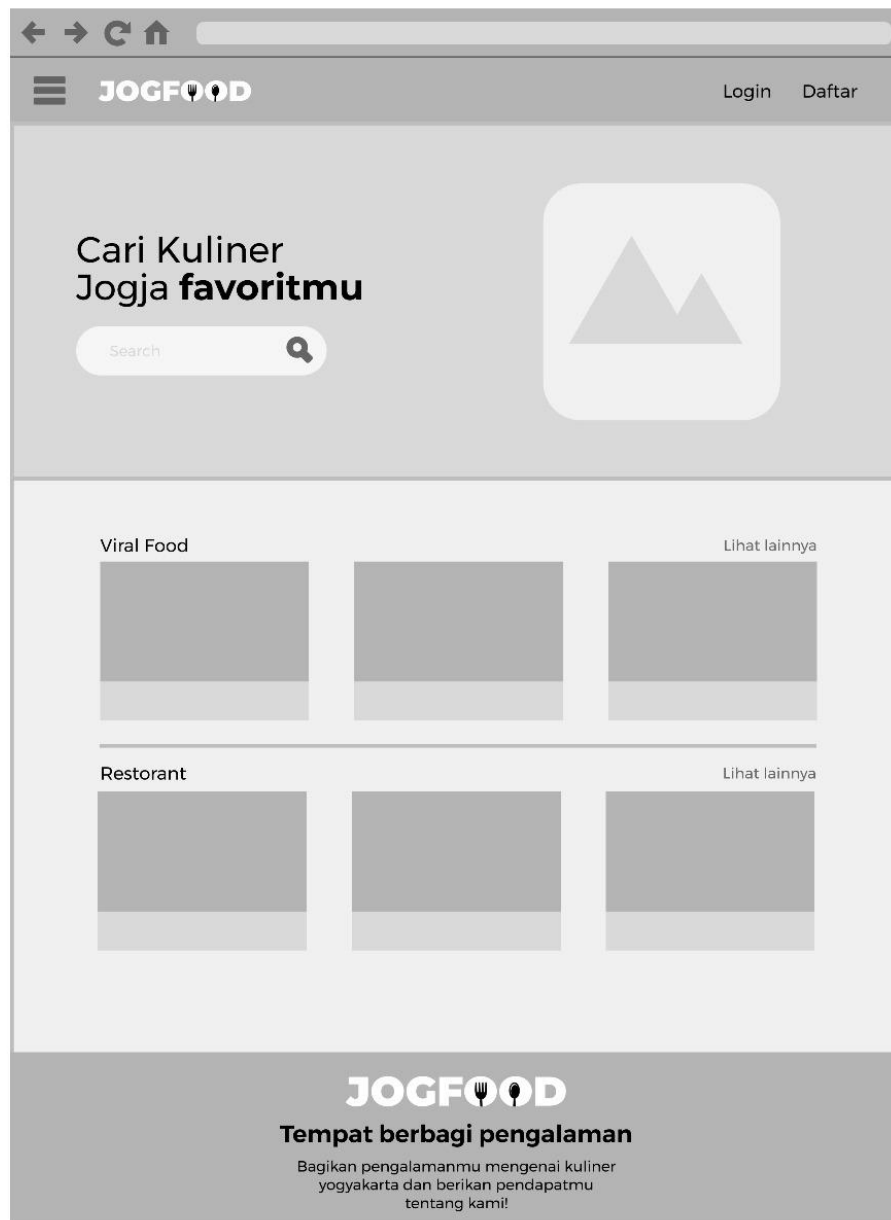 JOGFOOD
Login Daftar
Cari Kuliner
Jogja favoritmu
Search
Viral Food Lihat lainnya
Restorant Lihat lainnya
JOGFOOD
Tempat berbagi pengalaman
Bagikan pengalamanmu mengenai kuliner
yogyakarta dan berikan pendapatmu
tentang kami!